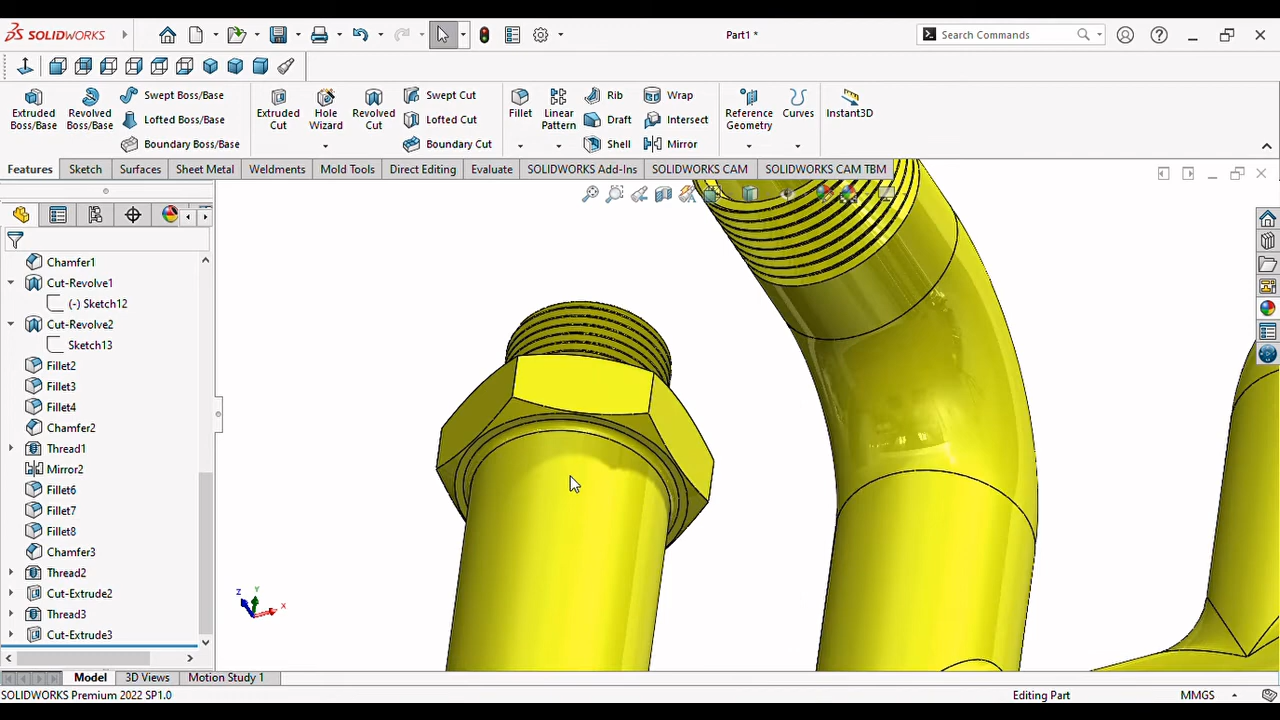 SOLIDWORKS
Part1 *
Search Commands
Extruded Boss/Base
Revolved Boss/Base
Swept Boss/Base
Lofted Boss/Base
Boundary Boss/Base
Extruded Cut
Hole Wizard
Revolved Cut
Swept Cut
Lofted Cut
Boundary Cut
Fillet
Linear Pattern
Rib
Draft
Shell
Wrap
Intersect
Mirror
Reference Geometry
Curves
Instant3D
Features
Sketch
Surfaces
Sheet Metal
Weldments
Mold Tools
Direct Editing
Evaluate
SOLIDWORKS Add-Ins
SOLIDWORKS CAM
SOLIDWORKS CAM TBM
Chamfer1
Cut-Revolve1
(-) Sketch12
Cut-Revolve2
Sketch13
Fillet2
Fillet3
Fillet4
Chamfer2
Thread1
Mirror2
Fillet6
Fillet7
Fillet8
Chamfer3
Thread2
Cut-Extrude2
Thread3
Cut-Extrude3
Z
Y
X
Model
3D Views
Motion Study 1
SOLIDWORKS Premium 2022 SP1.0
Editing Part
MMGS